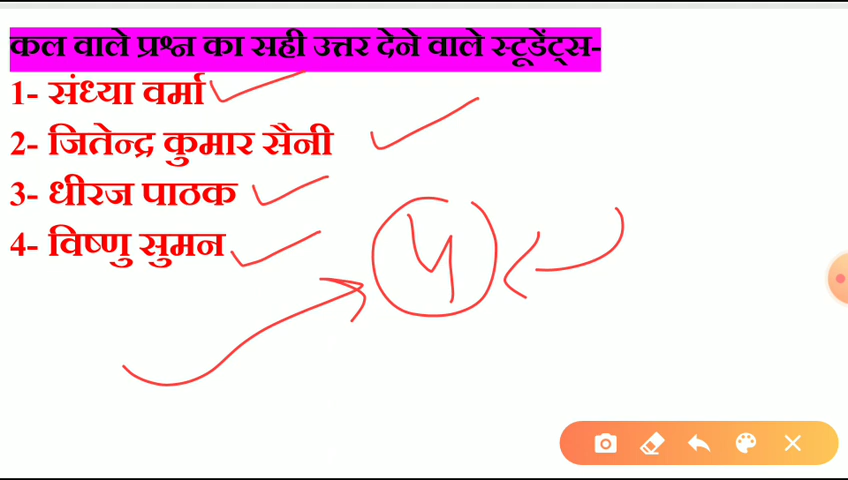 कल वाले प्रश्न का सही उत्तर देने वाले स्टूडेंट्स-
1- संध्या वर्मा
2- जितेन्द्र कुमार सैनी
3- धीरज पाठक
4- विष्णु सुमन
4